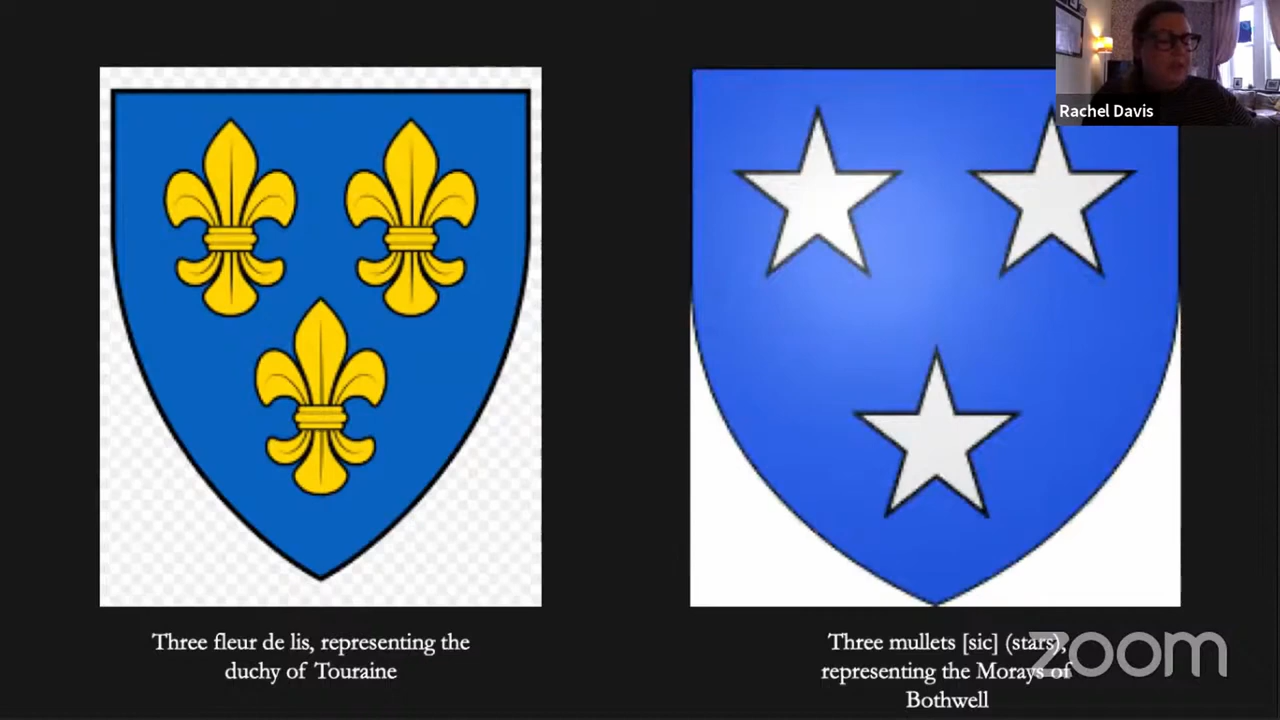 Rachel Davis
Three fleur de lis, representing the
duchy of Touraine
Three mullets [sic] (stars),
representing the Morays of
Bothwell
zoom